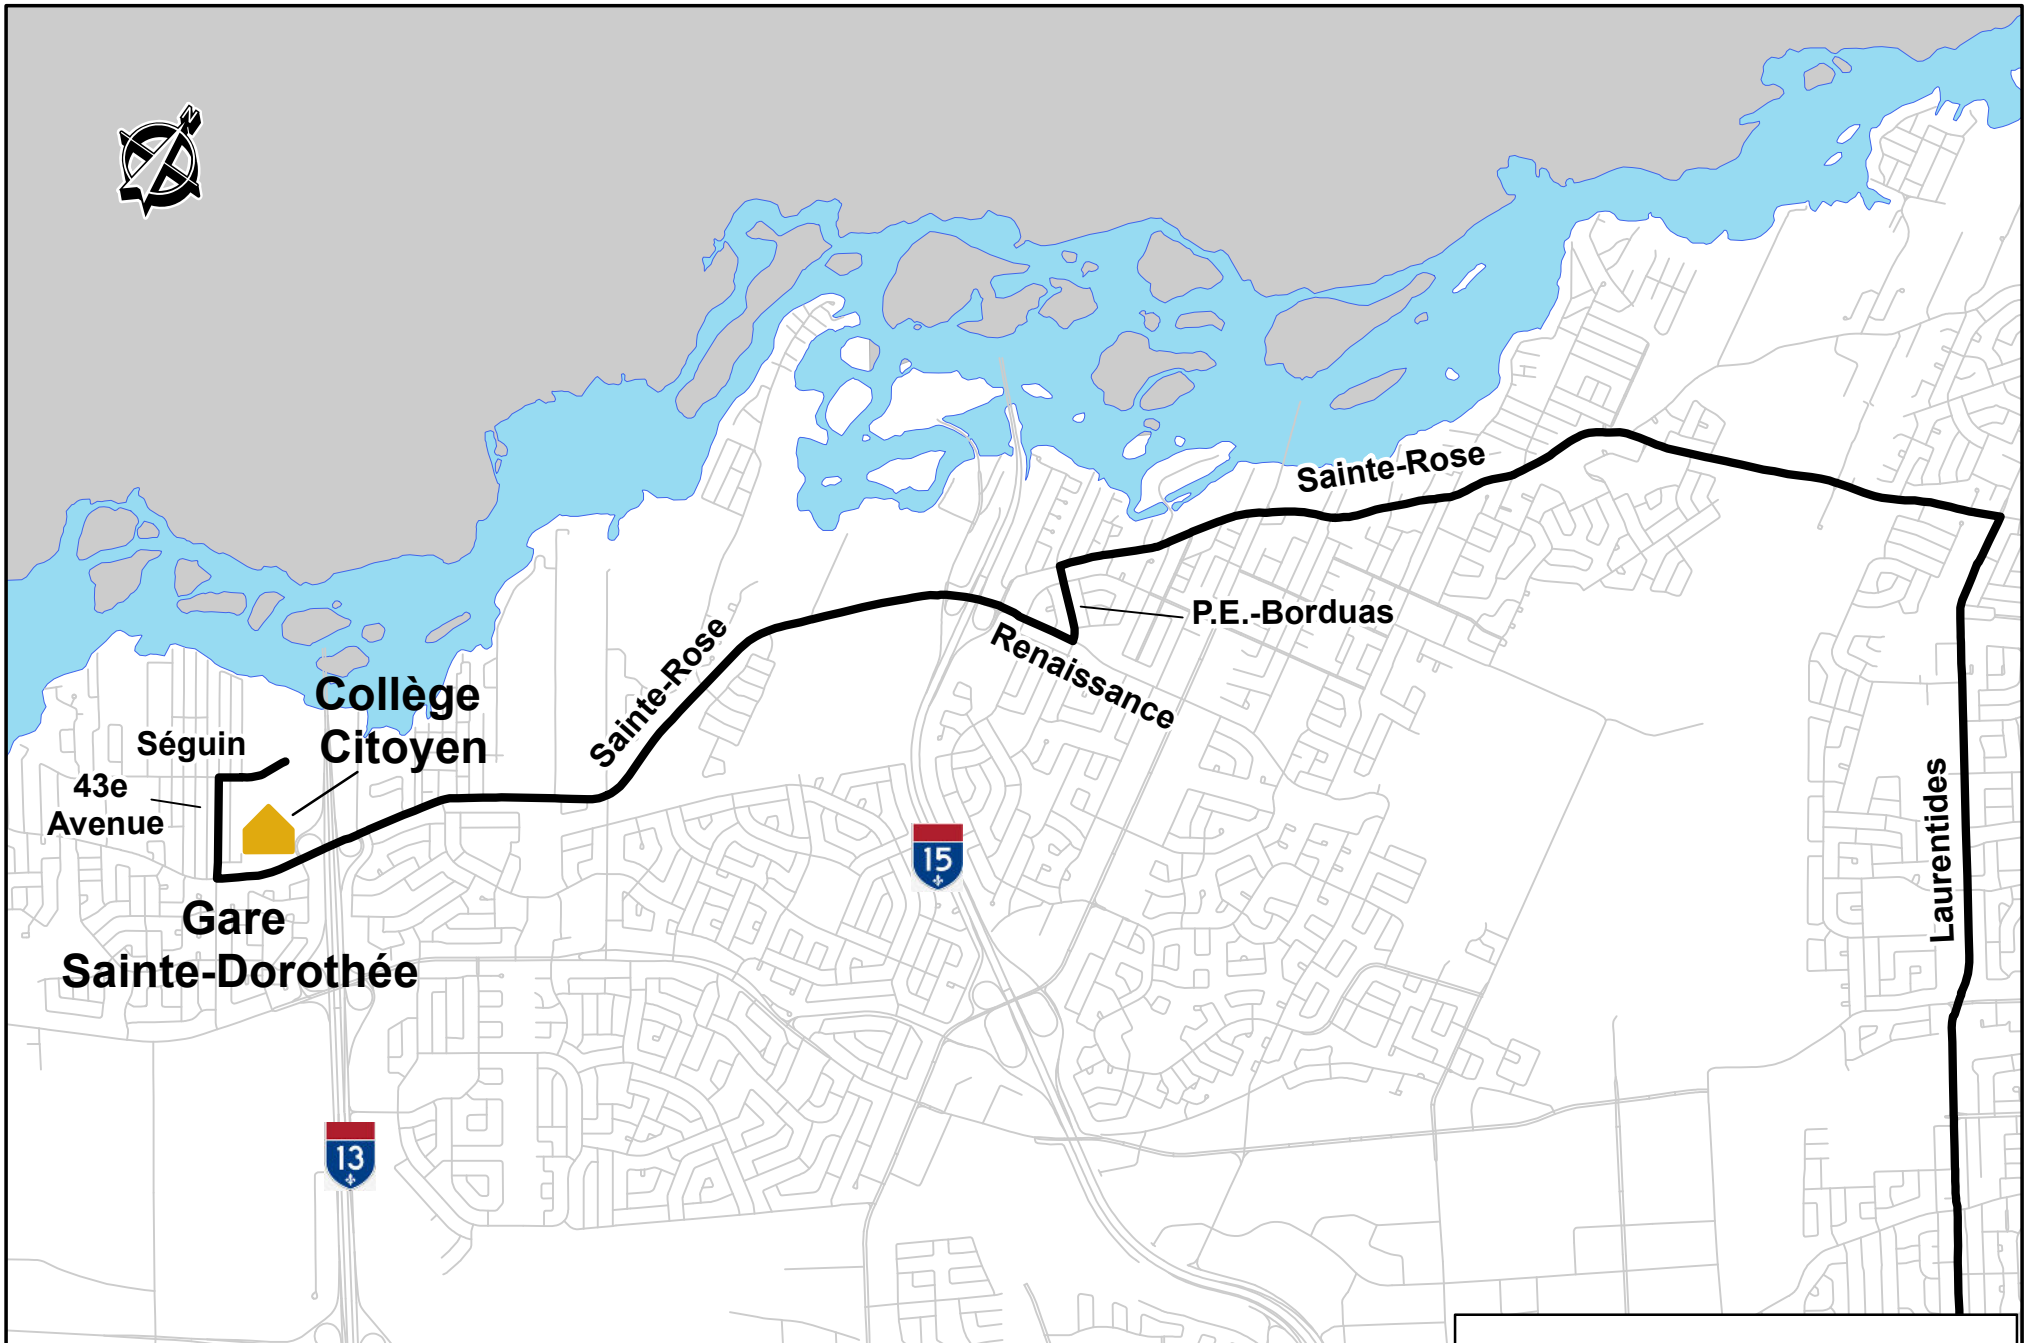 N
Sainte-Rose
P.E.-Borduas
Sainte-Rose
Renaissance
Collège
Citoyen
Séguin
43e
Avenue
Gare
Sainte-Dorothée
15
Laurentides
13